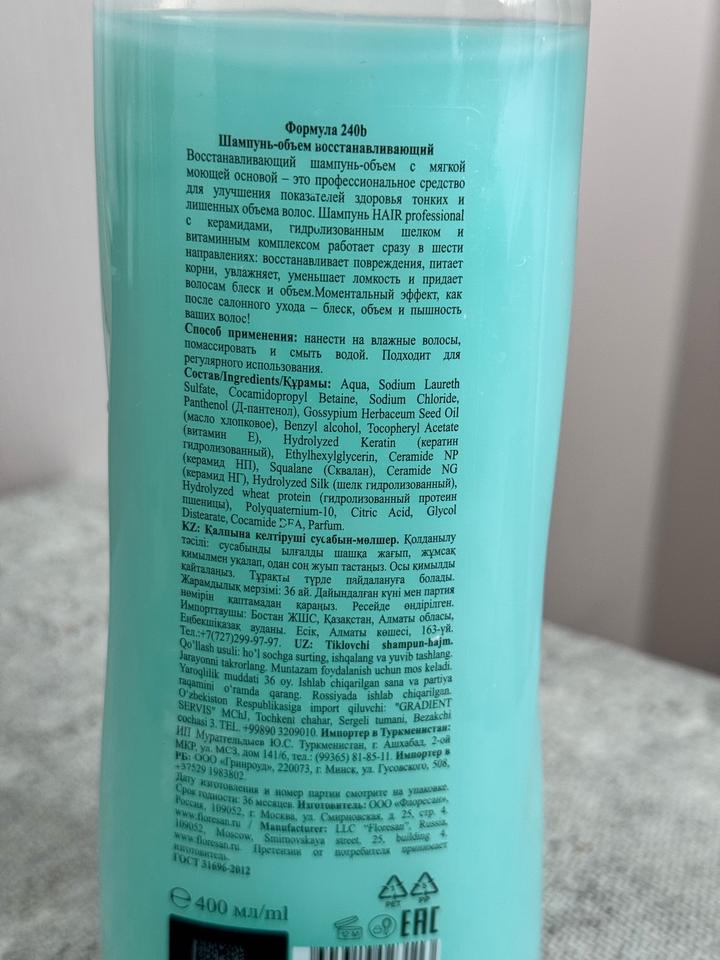 Формула 240b
Шампунь-объем восстанавливающий
Восстанавливающий шампунь-объем с мягкой
моющей основой – это профессиональное средство
для улучшения показателей здоровья тонких и
лишенных объема волос. Шампунь HAIR professional
с керамидами, гидролизованным шелком и
витаминным комплексом работает сразу в шести
направлениях: восстанавливает повреждения, питает
корни, увлажняет, уменьшает ломкость и придает
волосам блеск и объем.Моментальный эффект, как
после салонного ухода – блеск, объем и пышность
ваших волос!
Способ применения: нанести на влажные волосы,
помассировать и смыть водой. Подходит для
регулярного использования.
Состав/Ingredients/Құрамы: Aqua, Sodium Laureth
Sulfate, Cocamidopropyl Betaine, Sodium Chloride,
Panthenol (Д-пантенол), Gossypium Herbaceum Seed Oil
(масло хлопковое), Benzyl alcohol, Tocopheryl Acetate
(витамин E), Hydrolyzed Keratin (кератин
гидролизованный), Ethylhexylglycerin, Ceramide NP
(керамид НП), Squalane (Сквалан), Ceramide NG
(керамид НГ), Hydrolyzed Silk (шелк гидролизованный),
Hydrolyzed wheat protein (гидролизованный протеин
пшеницы), Polyquaternium-10, Citric Acid, Glycol
Distearate, Cocamide DEA, Parfum.
KZ: Қалпына келтіруші сусабын-мөлшер. Қолданылу
тәсілі: сусабынды ылғалды шашқа жағып, жұмсақ
қимылмен уқалап, одан соң жуып тастаңыз. Осы қимылды
қайталаңыз. Тұрақты түрде пайдалануға болады.
Жарамдылық мерзімі: 36 ай. Дайындалған күні мен партия
нөмірін қаптамадан қараңыз. Ресейде өндірілген.
Импорттаушы: Бостан ЖШС, Қазақстан, Алматы обласы,
Еңбекшіқазақ ауданы. Есік, Алматы көшесі, 163-үй.
Тел.:+7(727)299-97-97. UZ: Tiklovchi shampun-hajm.
Qo'llash usuli: ho'l sochga surting, ishqalang va yuvib tashlang.
Jarayonni takrorlang. Muntazam foydalanish uchun mos keladi.
Yaroqlilik muddati 36 oy. Ishlab chiqarilgan sana va partiya
raqamini o'ramda qarang. Rossiyada ishlab chiqarilgan.
O'zbekiston Respublikasiga import qiluvchi: "GRADIENT
SERVIS" MChJ, Tochkeni chahar, Sergeli tumani, Bezakchi
cochasi 3. TEL. +99890 3209010. Импортер в Туркменистан:
ИП Муратгельдыев Ю.С. Туркменистан, г. Ашхабад, 2-ой
МКР, ул. МСЗ, дом 141/6, тел.: (99365) 81-85-11. Импортер в
РБ: ООО «Гринроуд», 220073, г. Минск, ул. Гусовского, 508,
+37529 1983802.
Дату изготовления и номер партии смотрите на упаковке.
Срок годности: 36 месяцев. Изготовитель: ООО «Флоресан»,
Россия, 109052, г. Москва, ул. Смирновская, д. 25, стр. 4.
www.floresan.ru / Manufacturer: LLC "Floresan", Russia,
109052, Moscow, Smirnovskaya street, 25, building 4.
www.floresan.ru. Претензии от потребителя принимает
изготовитель.
ГОСТ 31696-2012
℮ 400 мл/ml
PET PP
12 M EAC